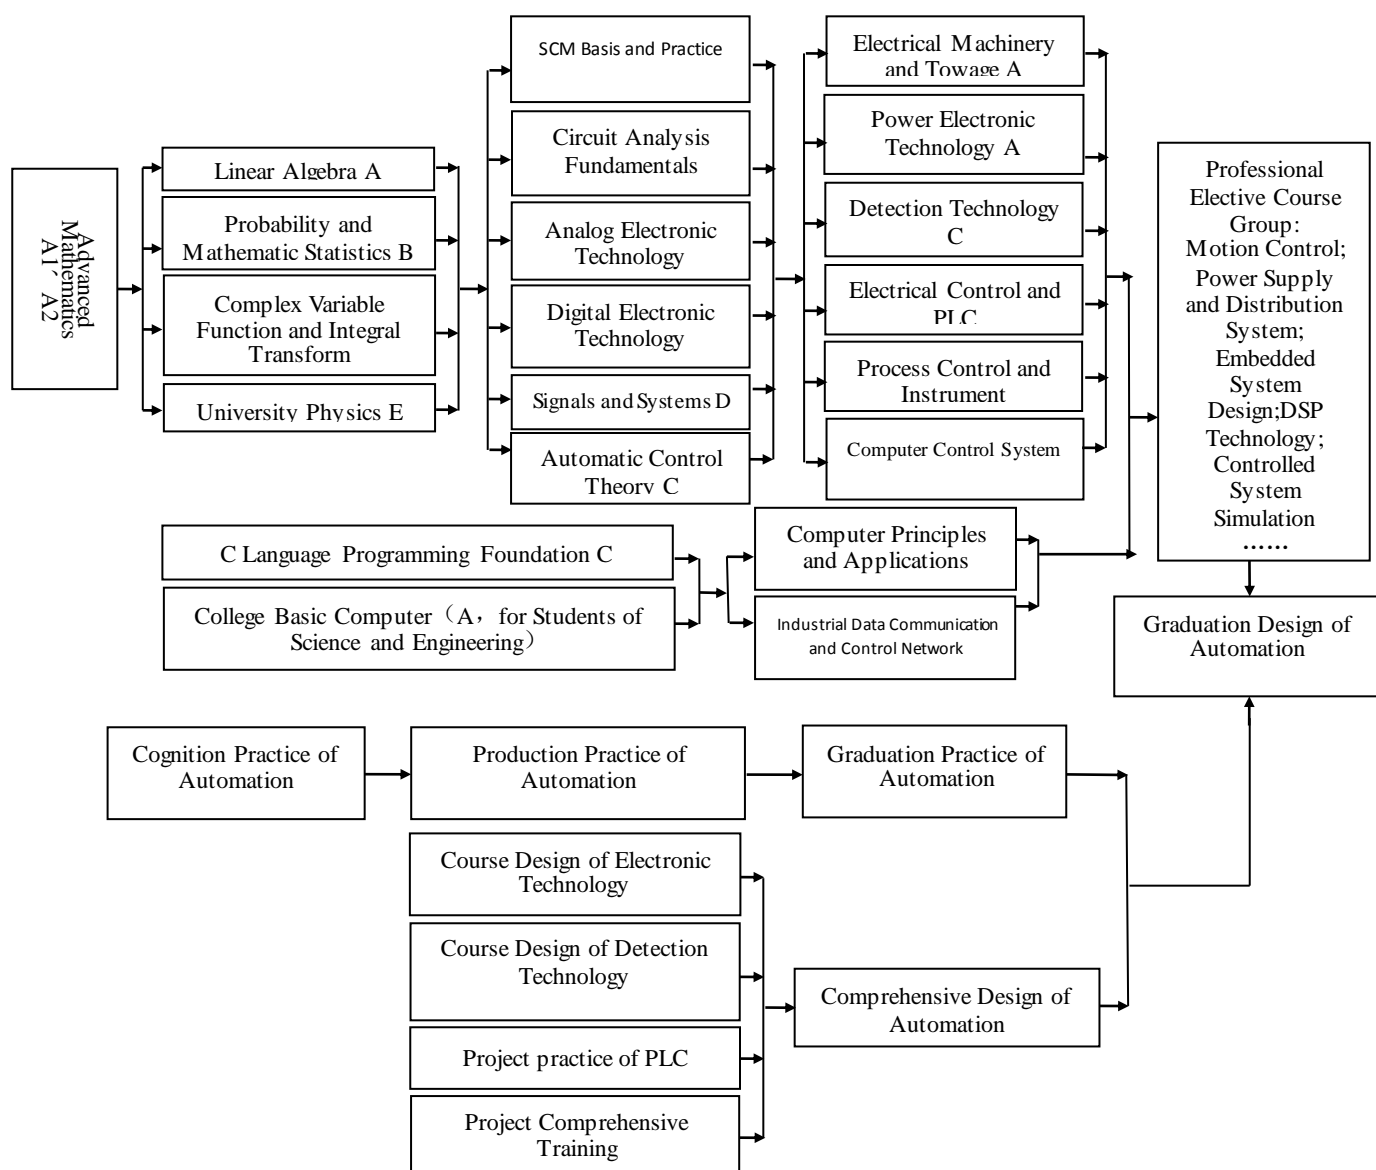 Advanced
Mathematics
A1、A2
Linear Algebra A
Probability and
Mathematic Statistics B
Complex Variable
Function and Integral
Transform
University Physics E
SCM Basis and Practice
Circuit Analysis
Fundamentals
Analog Electronic
Technology
Digital Electronic
Technology
Signals and Systems D
Automatic Control
Theory C
Electrical Machinery
and Towage A
Power Electronic
Technology A
Detection Technology
C
Electrical Control and
PLC
Process Control and
Instrument
Computer Control System
Professional
Elective Course
Group:
Motion Control;
Power Supply
and Distribution
System;
Embedded
System
Design;DSP
Technology;
Controlled
System
Simulation
……
C Language Programming Foundation C
College Basic Computer（A，for Students of
Science and Engineering）
Computer Principles
and Applications
Industrial Data Communication
and Control Network
Graduation Design of
Automation
Cognition Practice of
Automation
Production Practice of
Automation
Graduation Practice of
Automation
Course Design of Electronic
Technology
Course Design of Detection
Technology
Project practice of PLC
Project Comprehensive
Training
Comprehensive Design of
Automation